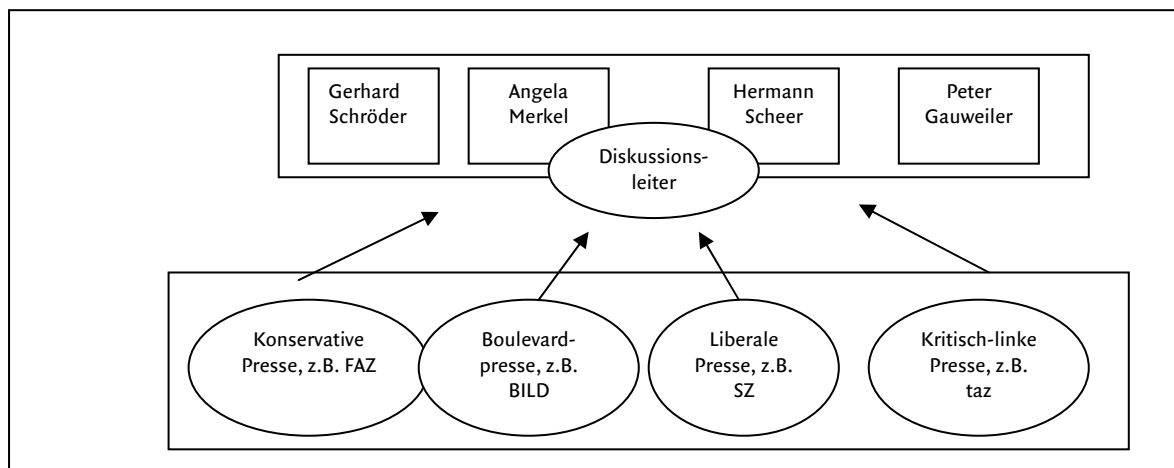 Gerhard
Schröder
Angela
Merkel
Hermann
Scheer
Peter
Gauweiler
Diskussions-
leiter
Konservative
Presse, z.B. FAZ
Boulevard-
presse, z.B.
BILD
Liberale
Presse, z.B.
SZ
Kritisch-linke
Presse, z.B.
taz